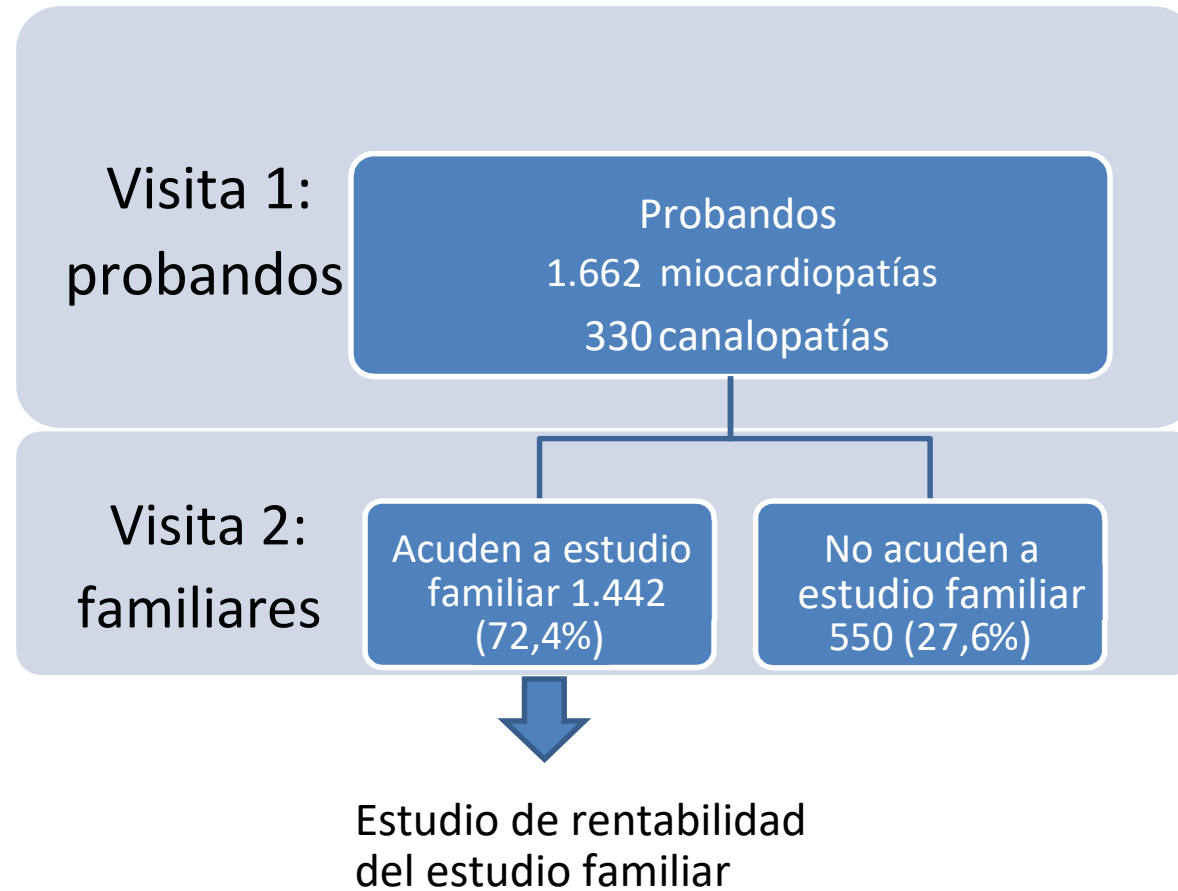 Visita 1:
probandos
Probandos
1.662 miocardiopatías
330 canalopatías
Visita 2:
familiares
Acuden a estudio
familiar 1.442
(72,4%)
No acuden a
estudio familiar
550 (27,6%)
Estudio de rentabilidad
del estudio familiar